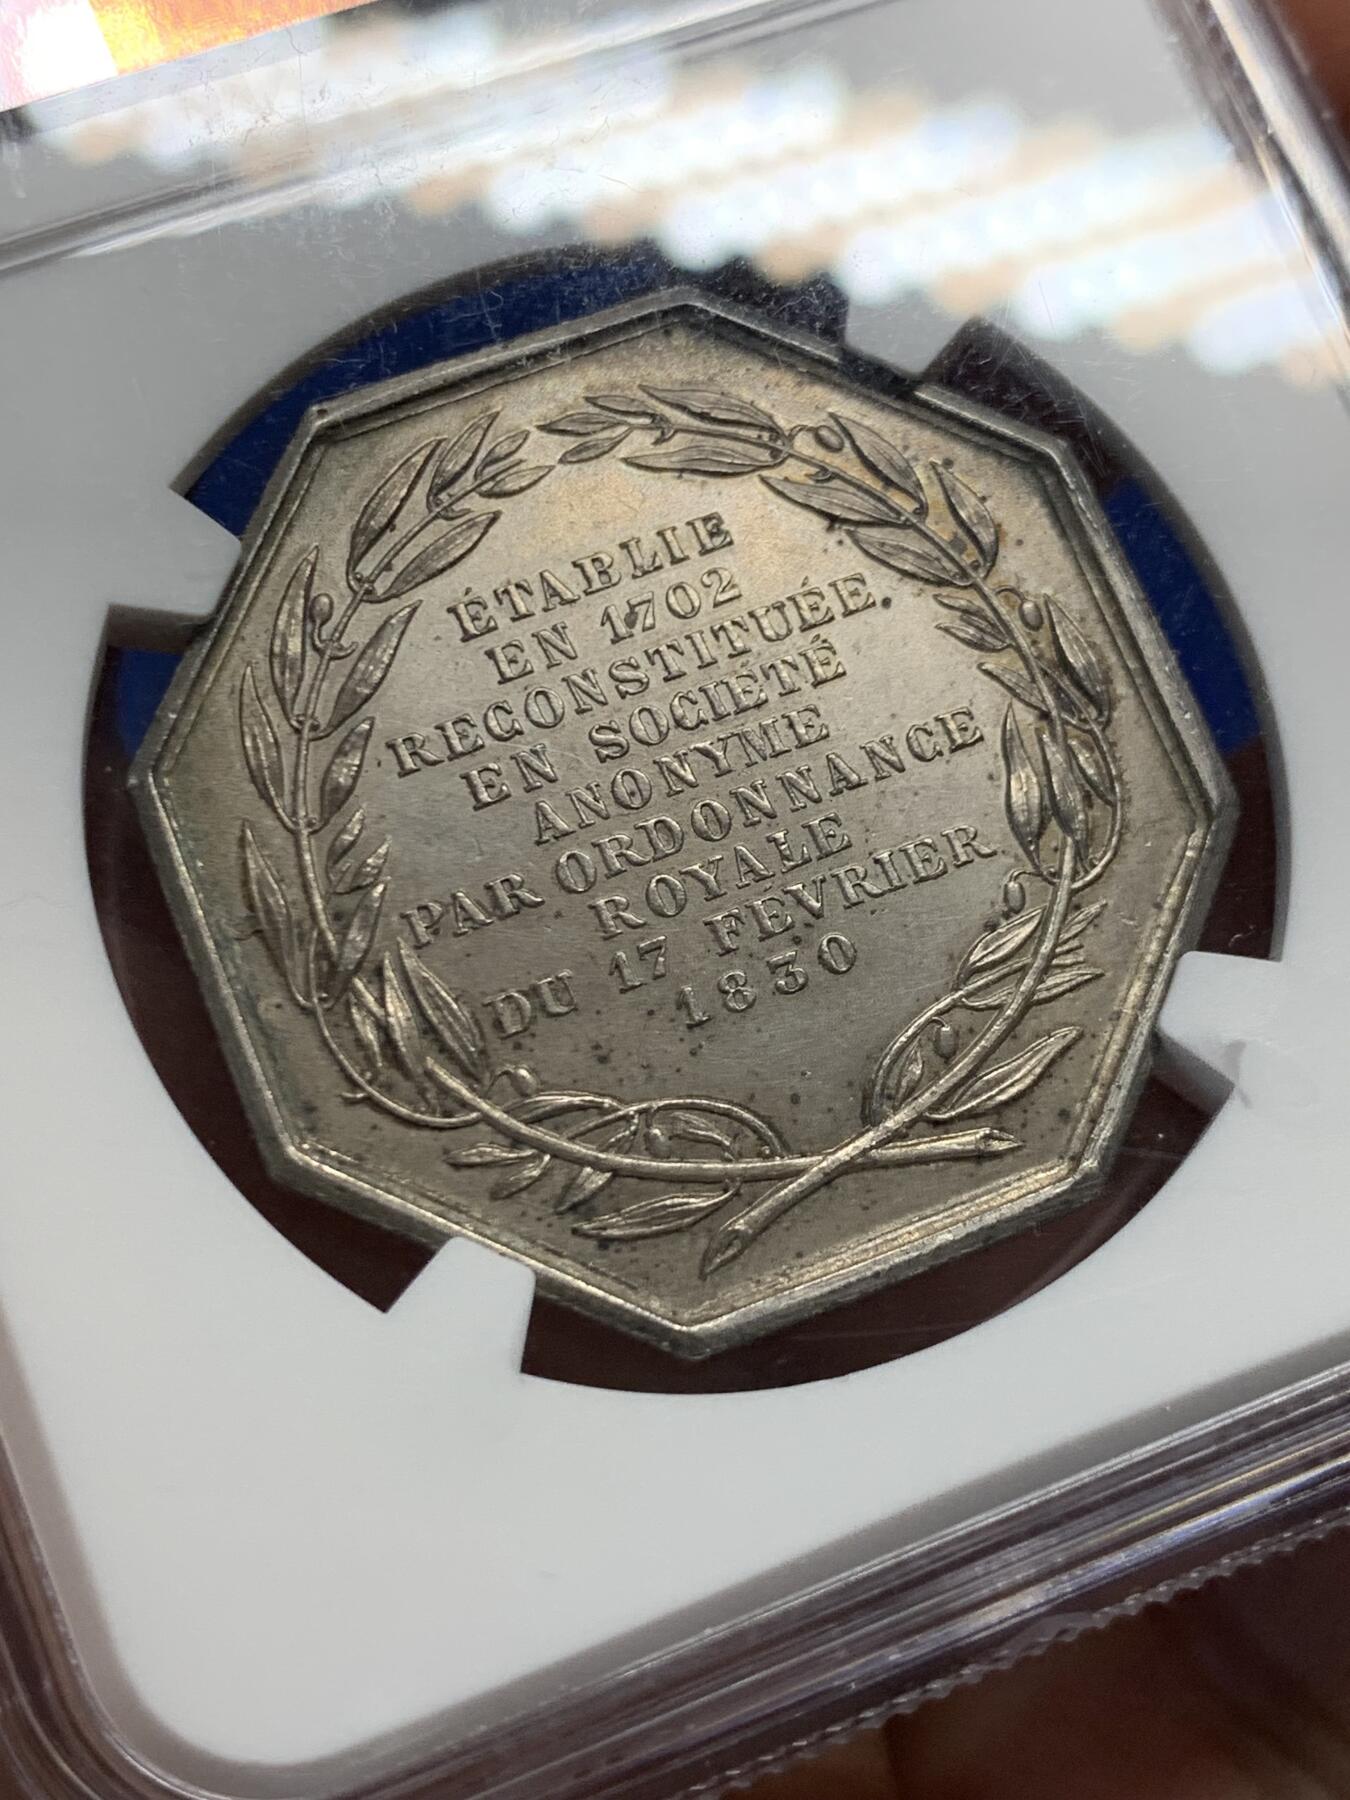 ÉTABLIE
EN 1702
RECONSTITUÉE
EN SOCIÉTÉ
ANONYME
PAR ORDONNANCE
ROYALE
DU 17 FÉVRIER
1830